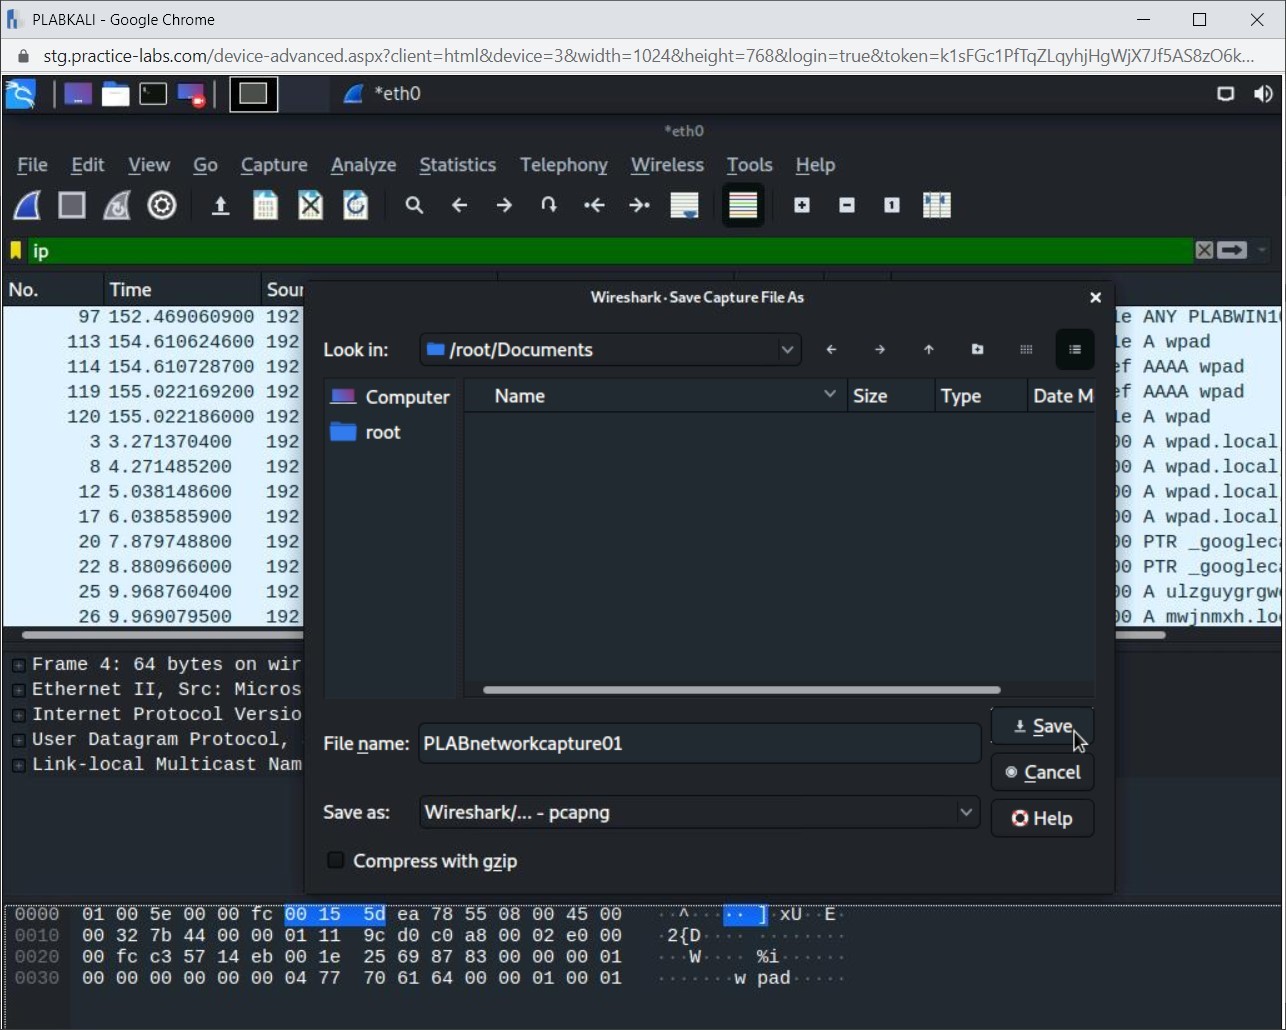 PLABKALI - Google Chrome
stg.practice-labs.com/device-advanced.aspx?client=html&device=3&width=1024&height=768&login=true&token=k1sFGc1PfTqZLqyhjHgWjX7Jf5AS8zO6k...
*eth0
*eth0
File Edit View Go Capture Analyze Statistics Telephony Wireless Tools Help
ip
No. Time Sour
97 152.469060900 192 le ANY PLABWIN10
113 154.610624600 192 le A wpad
114 154.610728700 192 ef AAAA wpad
119 155.022169200 192 ef AAAA wpad
120 155.022186000 192 le A wpad
3 3.271370400 192 00 A wpad.local
8 4.271485200 192 00 A wpad.local
12 5.038148600 192 00 A wpad.local
17 6.038585900 192 00 A wpad.local
20 7.879748800 192 00 PTR _googleca
22 8.880966000 192 00 PTR _googleca
25 9.968760400 192 00 A ulzguygrgwo
26 9.969079500 192 00 A mwjnmxh.lo
Wireshark · Save Capture File As
Look in: /root/Documents
Computer
root
Name Size Type Date M
File name: PLABnetworkcapture01
Save
Cancel
Save as: Wireshark/... - pcapng
Help
Compress with gzip
Frame 4: 64 bytes on wir
Ethernet II, Src: Micros
Internet Protocol Versio
User Datagram Protocol,
Link-local Multicast Nam
0000 01 00 5e 00 00 fc 00 15 5d ea 78 55 08 00 45 00 ··^····· ]·xU··E·
0010 00 32 7b 44 00 00 01 11 9c d0 c0 a8 00 02 e0 00 ·2{D···· ········
0020 00 fc c3 57 14 eb 00 1e 25 69 87 83 00 00 00 01 ···W···· %i······
0030 00 00 00 00 00 00 04 77 70 61 64 00 00 01 00 01 ·······w pad·····